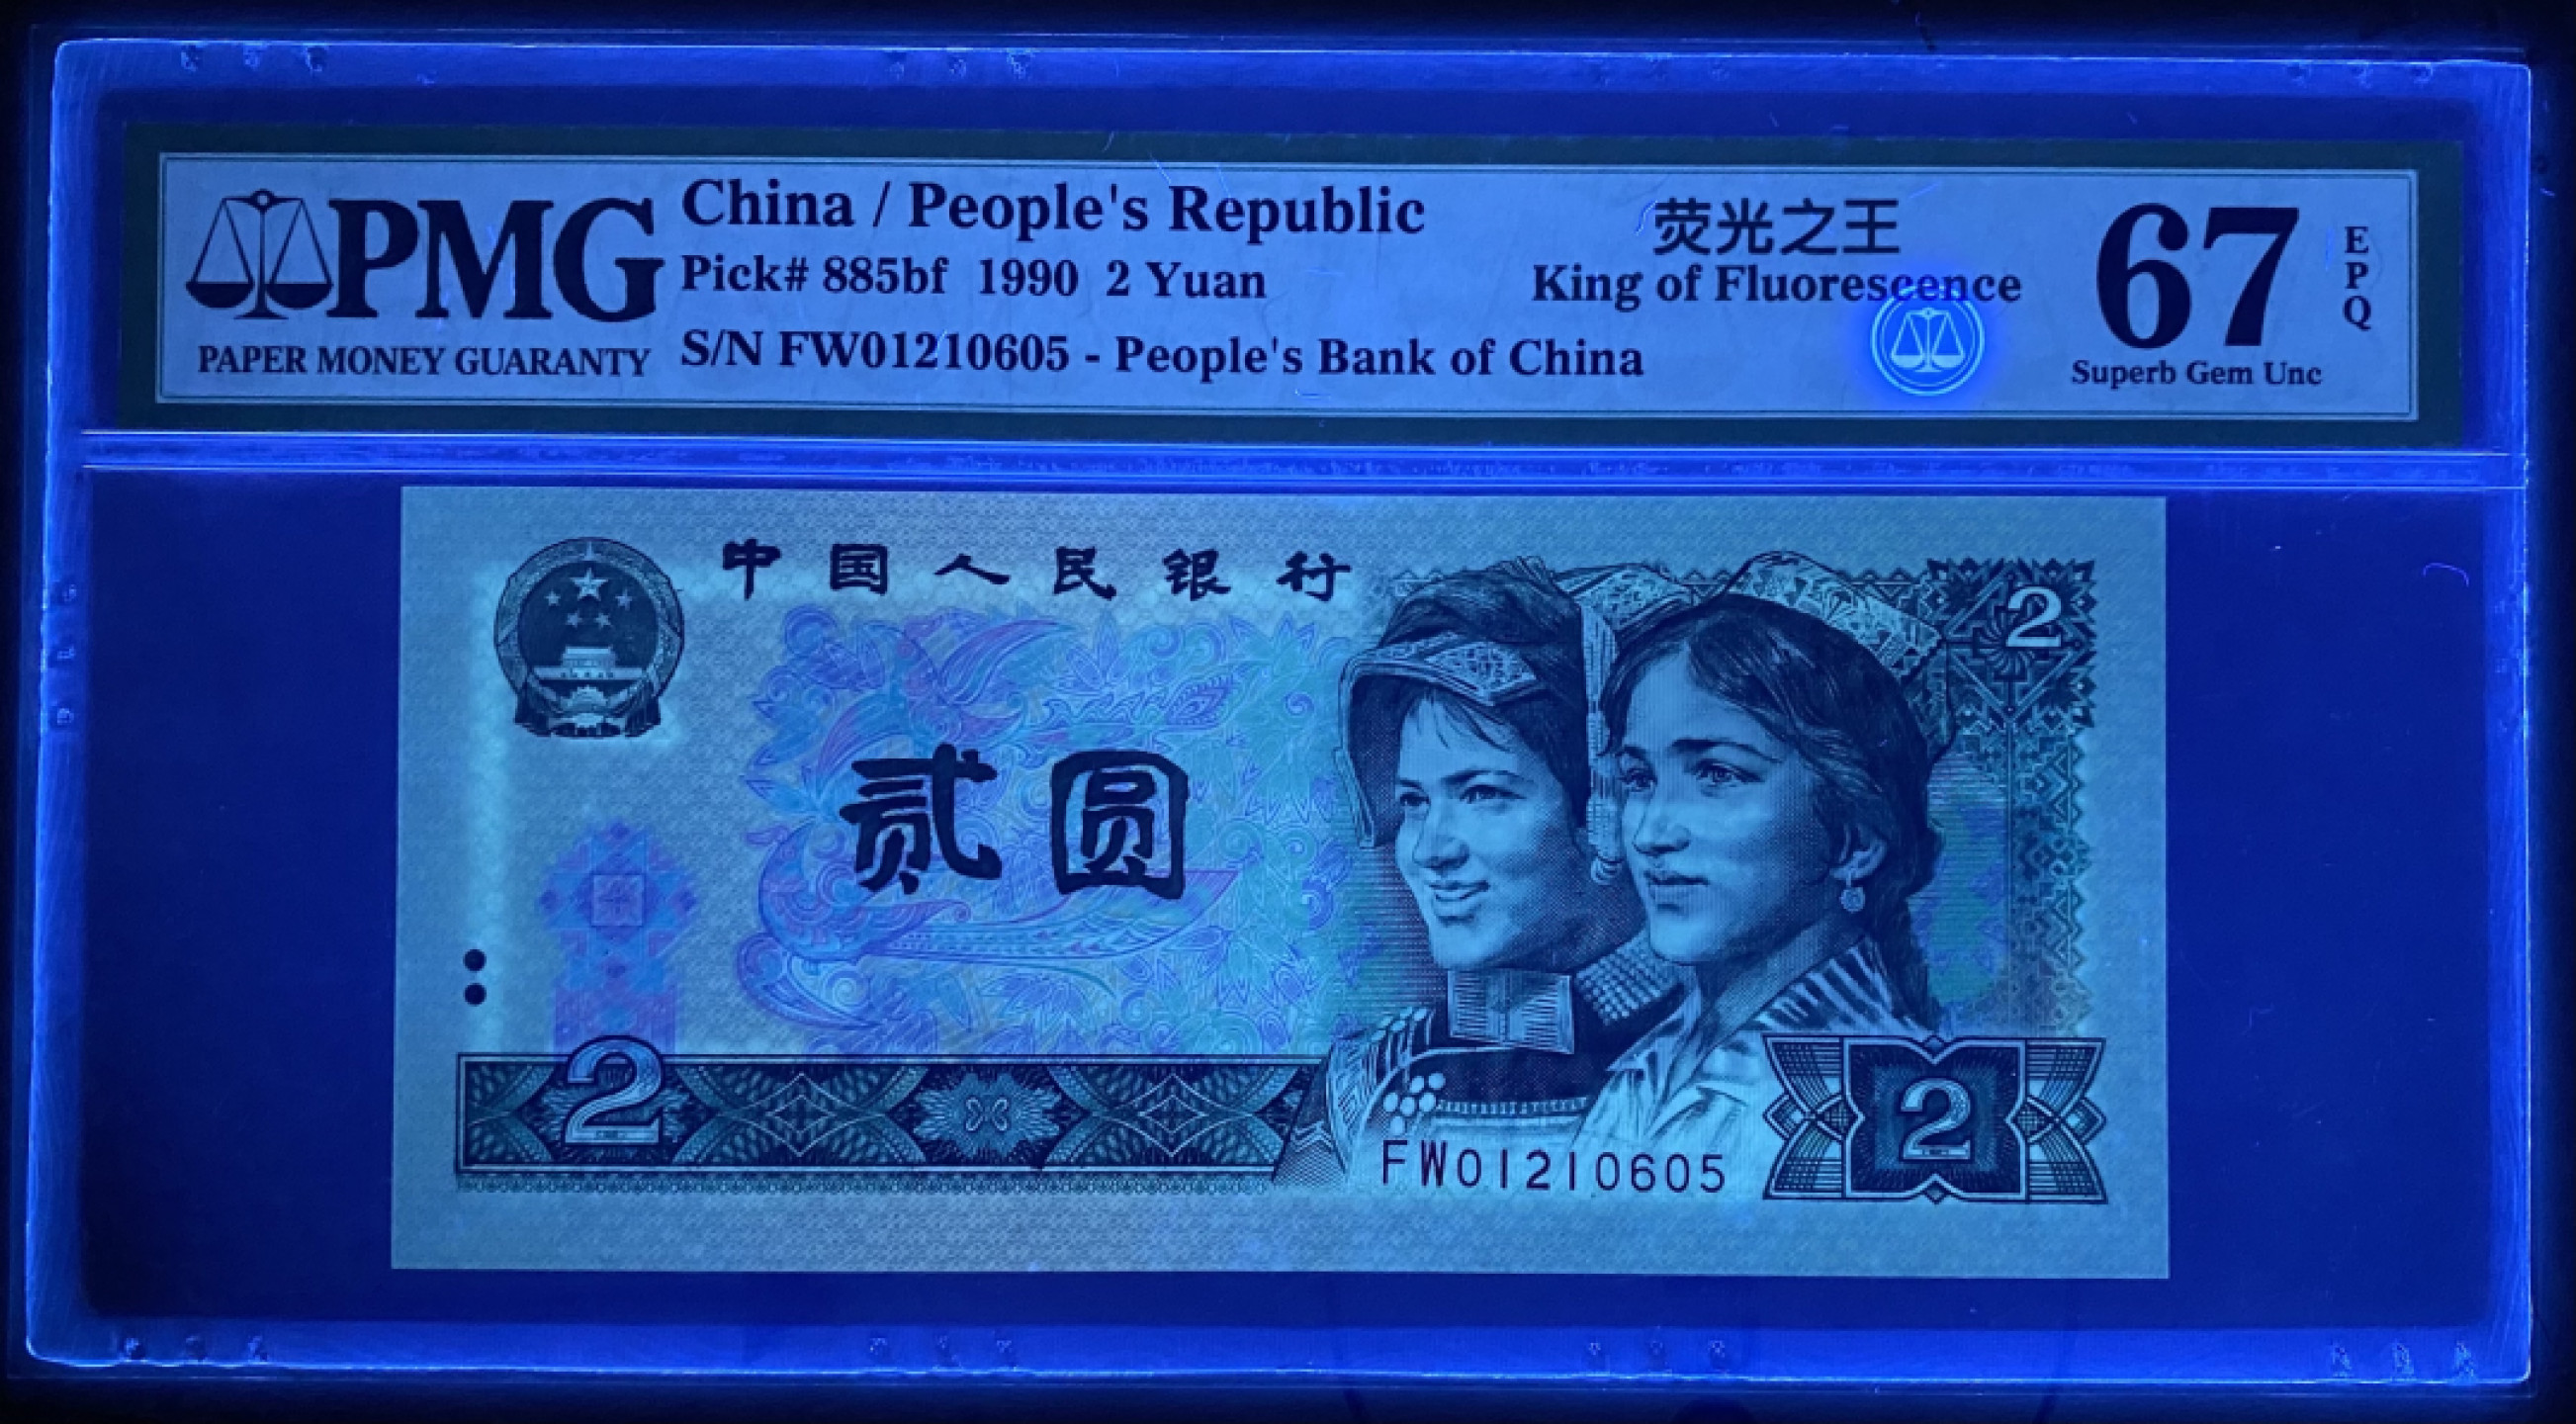 PMG
PAPER MONEY GUARANTY
China / People's Republic
Pick# 885bf 1990 2 Yuan
S/N FW01210605 - People's Bank of China
荧光之王
King of Fluorescence
67
EPQ
Superb Gem Unc
中国人民银行
2
贰圆
2
FW01210605
2